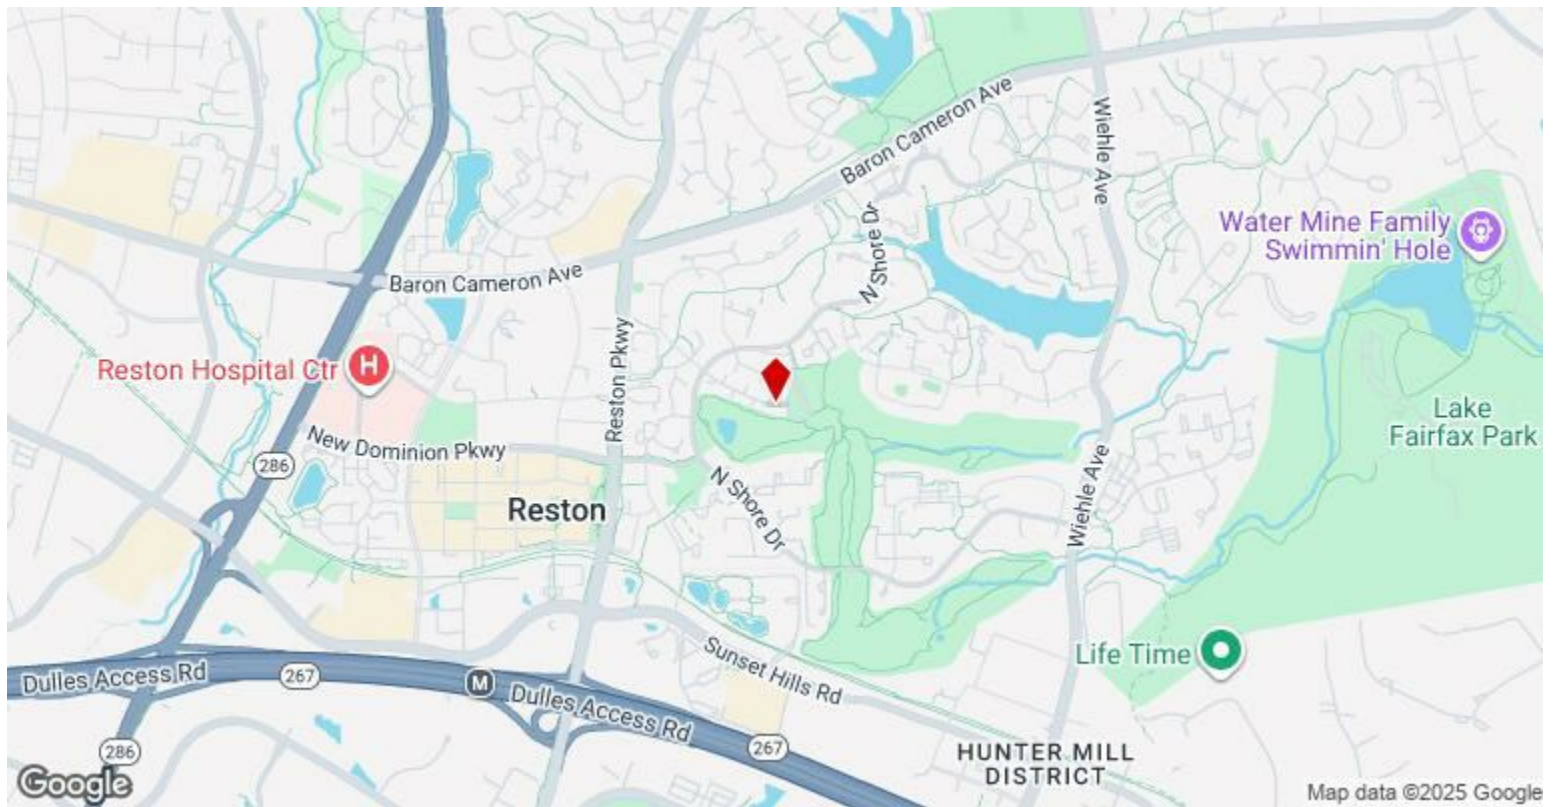 Baron Cameron Ave
Wiehle Ave
N Shore Dr
Water Mine Family
Swimmin' Hole
Baron Cameron Ave
Reston Pkwy
Reston Hospital Ctr
H
Lake
Fairfax Park
New Dominion Pkwy
286
Wiehle Ave
N Shore Dr
Reston
Sunset Hills Rd
Life Time
Dulles Access Rd
267
M
Dulles Access Rd
267
286
HUNTER MILL
DISTRICT
Google
Map data ©2025 Google